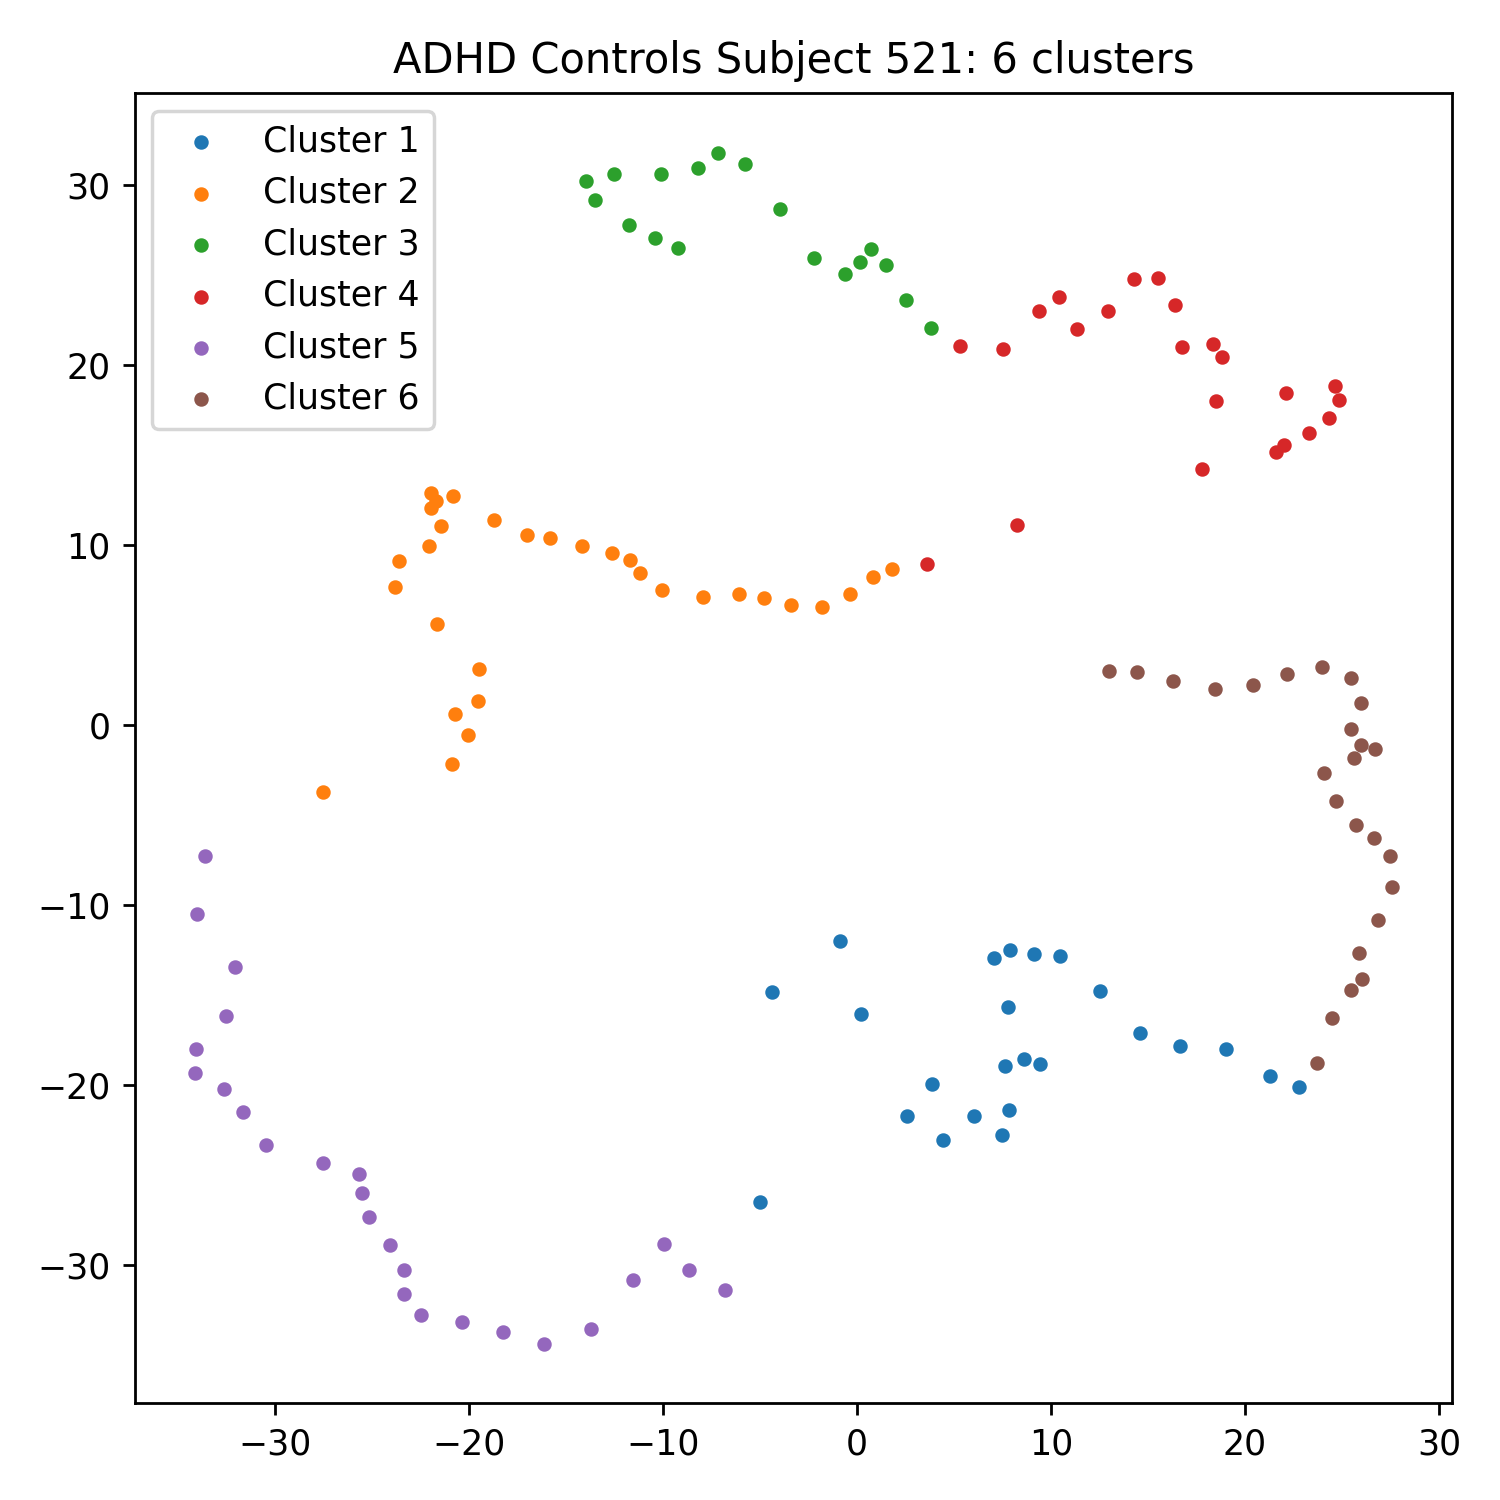 ADHD Controls Subject 521: 6 clusters
Cluster 1
Cluster 2
Cluster 3
Cluster 4
Cluster 5
Cluster 6
30
20
10
0
−10
−20
−30
−30 −20 −10 0 10 20 30